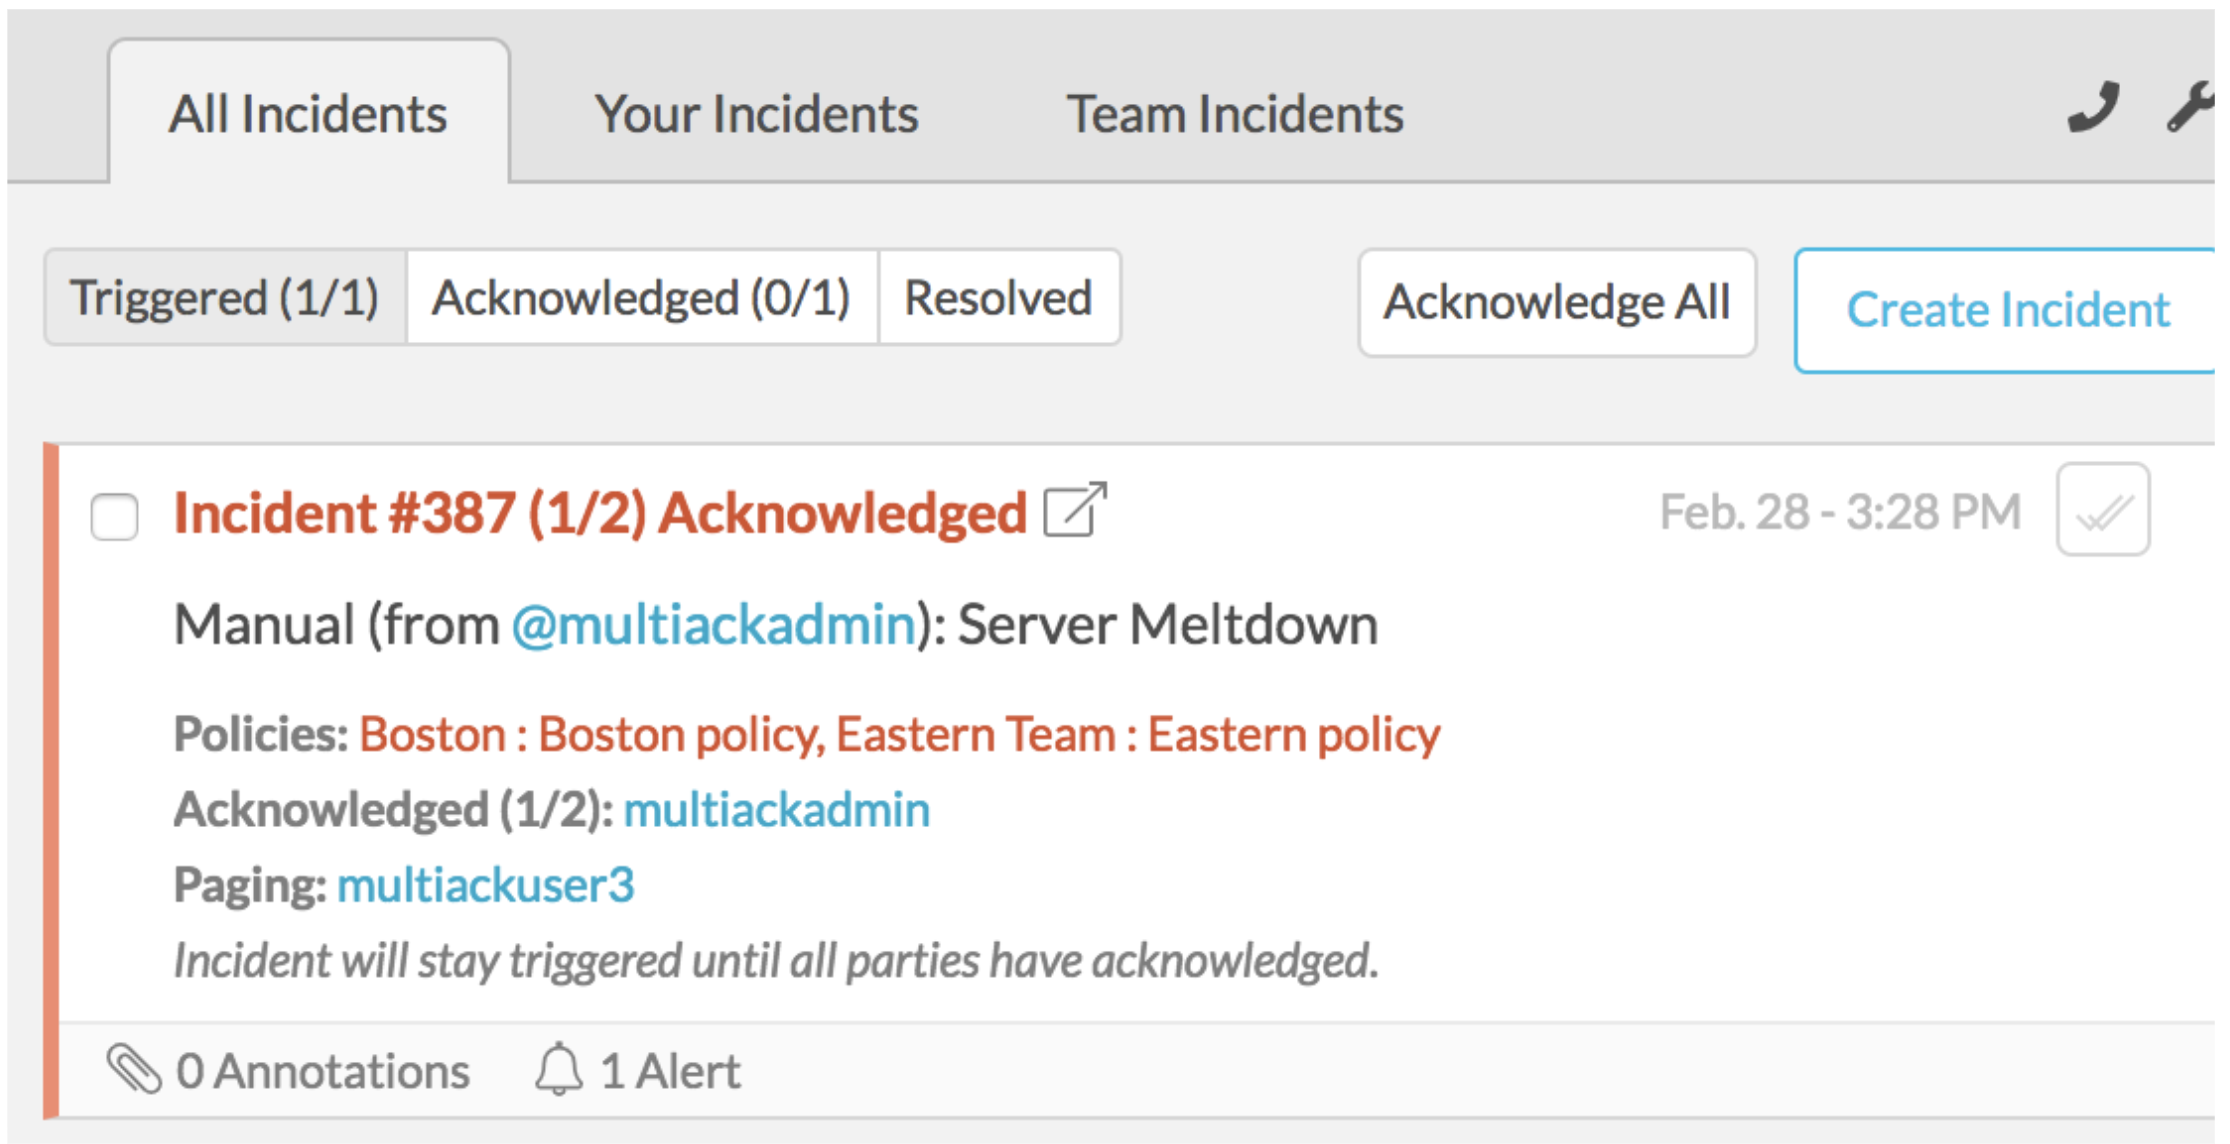 All Incidents Your Incidents Team Incidents
Triggered (1/1) Acknowledged (0/1) Resolved Acknowledge All Create Incident
Incident #387 (1/2) Acknowledged Feb. 28 - 3:28 PM
Manual (from @multiackadmin): Server Meltdown
Policies: Boston : Boston policy, Eastern Team : Eastern policy
Acknowledged (1/2): multiackadmin
Paging: multiackuser3
Incident will stay triggered until all parties have acknowledged.
0 Annotations 1 Alert